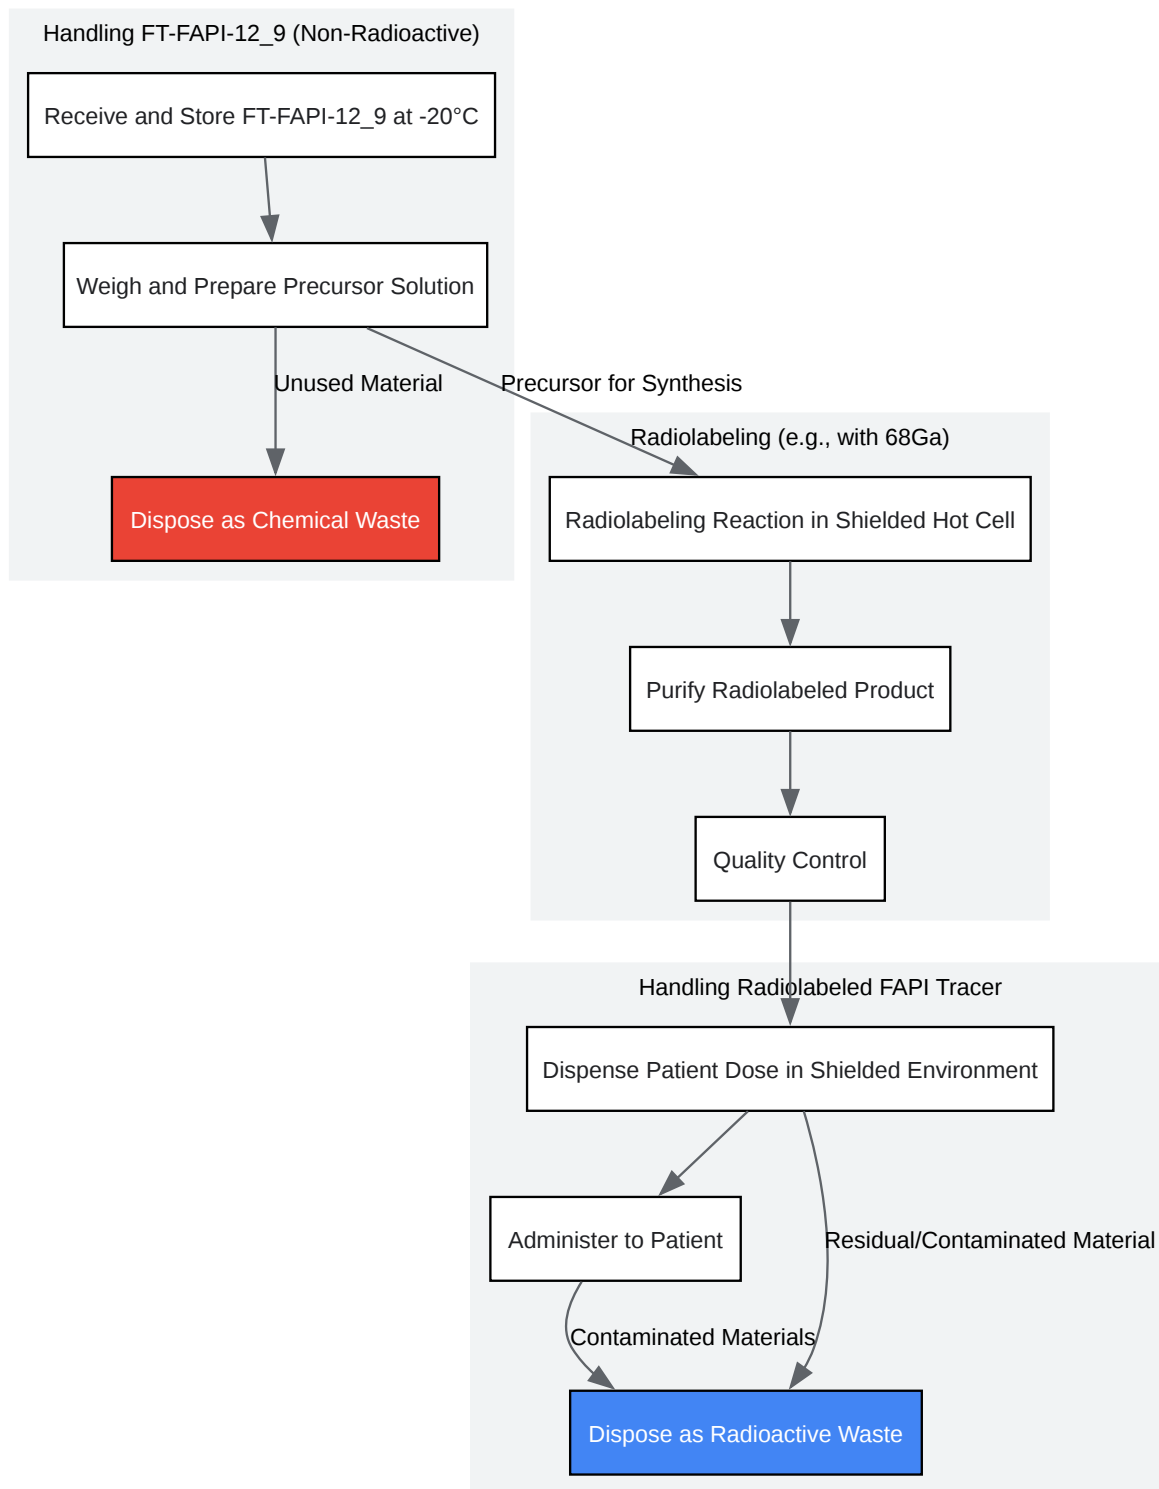 Handling FT-FAPI-12_9 (Non-Radioactive)
Receive and Store FT-FAPI-12_9 at -20°C
Weigh and Prepare Precursor Solution
Unused Material
Precursor for Synthesis
Dispose as Chemical Waste
Radiolabeling (e.g., with 68Ga)
Radiolabeling Reaction in Shielded Hot Cell
Purify Radiolabeled Product
Quality Control
Handling Radiolabeled FAPI Tracer
Dispense Patient Dose in Shielded Environment
Administer to Patient
Residual/Contaminated Material
Contaminated Materials
Dispose as Radioactive Waste